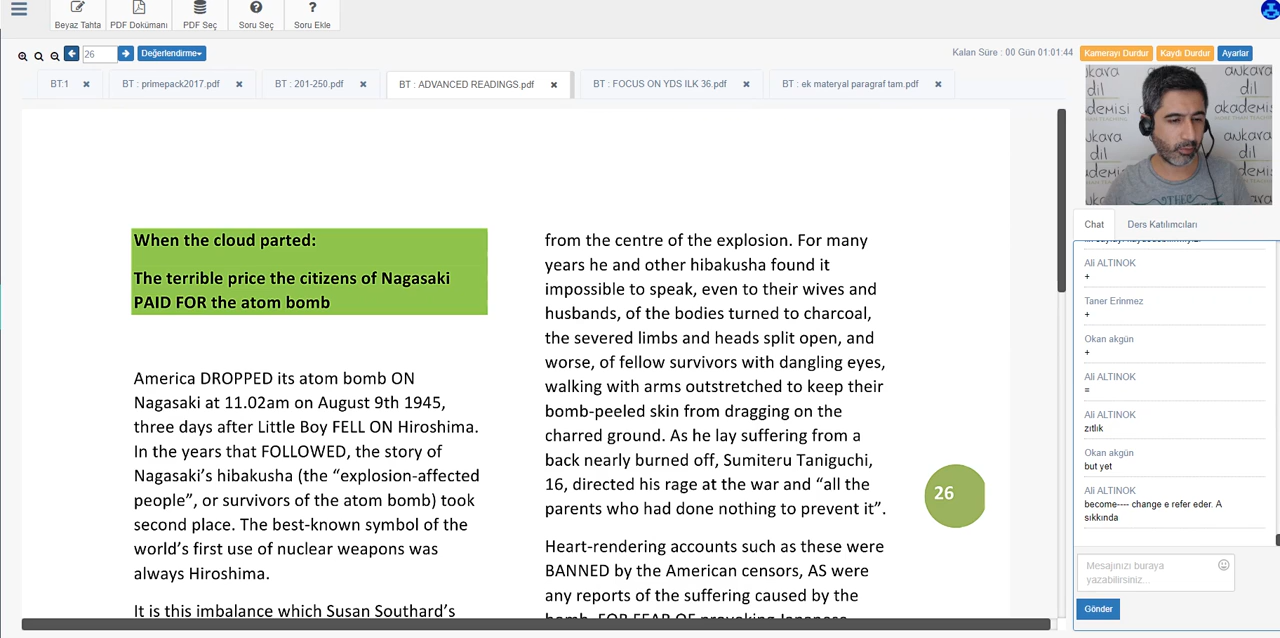 Beyaz Tahta
PDF Dokümanı
PDF Seç
Soru Seç
Soru Ekle
26
Değerlendirme
Kalan Süre : 00 Gün 01:01:44
Kamerayı Durdur
Kaydı Durdur
Ayarlar
BT:1
BT : primepack2017.pdf
BT : 201-250.pdf
BT : ADVANCED READINGS.pdf
BT : FOCUS ON YDS ILK 36.pdf
BT : ek materyal paragraf tam.pdf
When the cloud parted:
The terrible price the citizens of Nagasaki
PAID FOR the atom bomb
America DROPPED its atom bomb ON
Nagasaki at 11.02am on August 9th 1945,
three days after Little Boy FELL ON Hiroshima.
In the years that FOLLOWED, the story of
Nagasaki’s hibakusha (the “explosion-affected
people”, or survivors of the atom bomb) took
second place. The best-known symbol of the
world’s first use of nuclear weapons was
always Hiroshima.
It is this imbalance which Susan Southard’s
from the centre of the explosion. For many
years he and other hibakusha found it
impossible to speak, even to their wives and
husbands, of the bodies turned to charcoal,
the severed limbs and heads split open, and
worse, of fellow survivors with dangling eyes,
walking with arms outstretched to keep their
bomb-peeled skin from dragging on the
charred ground. As he lay suffering from a
back nearly burned off, Sumiteru Taniguchi,
16, directed his rage at the war and “all the
parents who had done nothing to prevent it”.
Heart-rendering accounts such as these were
BANNED by the American censors, AS were
any reports of the suffering caused by the
bomb, FOR FEAR OF provoking Japanese
26
ankara
dil
akademisi
Chat
Ders Katılımcıları
Ali ALTINOK
+
Taner Erinmez
+
Okan akgün
+
Ali ALTINOK
=
Ali ALTINOK
zıtlık
Okan akgün
but yet
Ali ALTINOK
become---- change e refer eder. A
sıkkında
Mesajınızı buraya
yazabilirsiniz...
Gönder